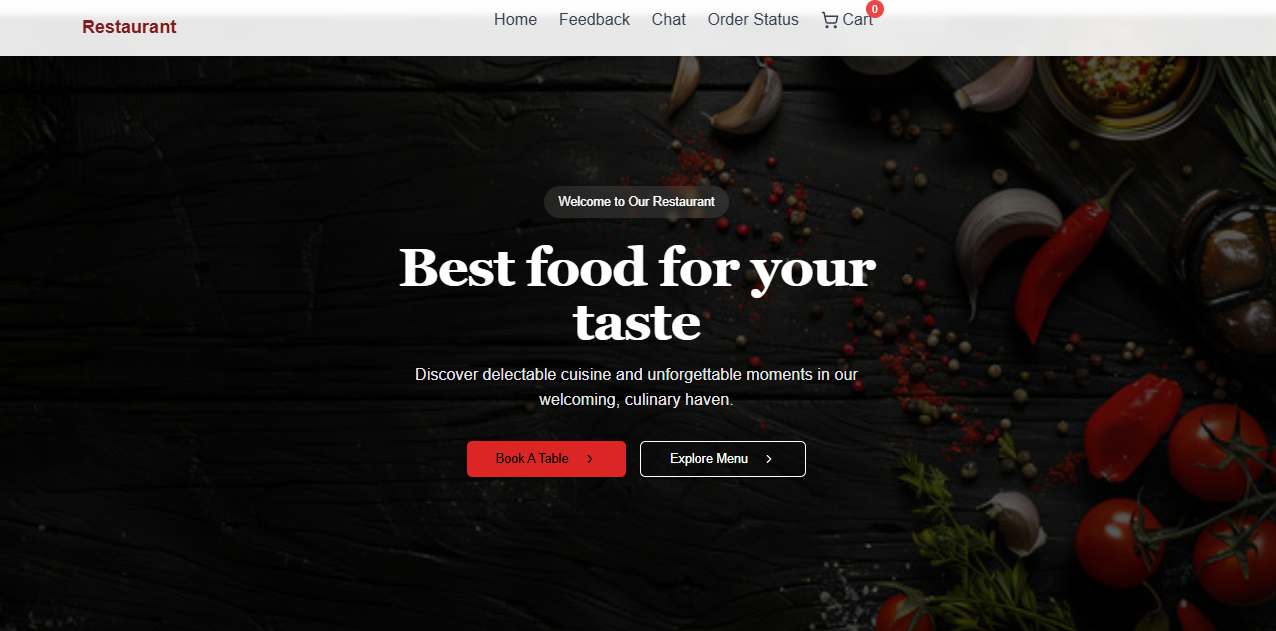 Restaurant
Home Feedback Chat Order Status Cart 0
Welcome to Our Restaurant
Best food for your
taste
Discover delectable cuisine and unforgettable moments in our
welcoming, culinary haven.
Book A Table Explore Menu